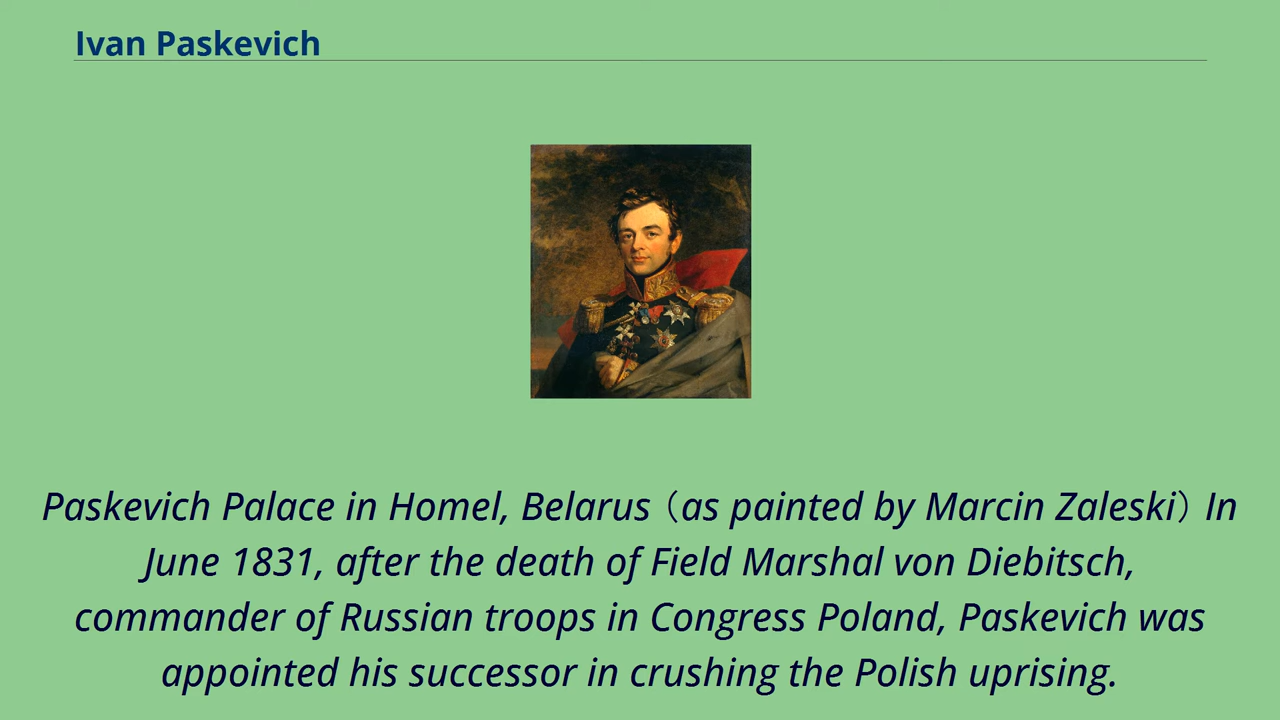 Ivan Paskevich
Paskevich Palace in Homel, Belarus（as painted by Marcin Zaleski）In
June 1831, after the death of Field Marshal von Diebitsch,
commander of Russian troops in Congress Poland, Paskevich was
appointed his successor in crushing the Polish uprising.